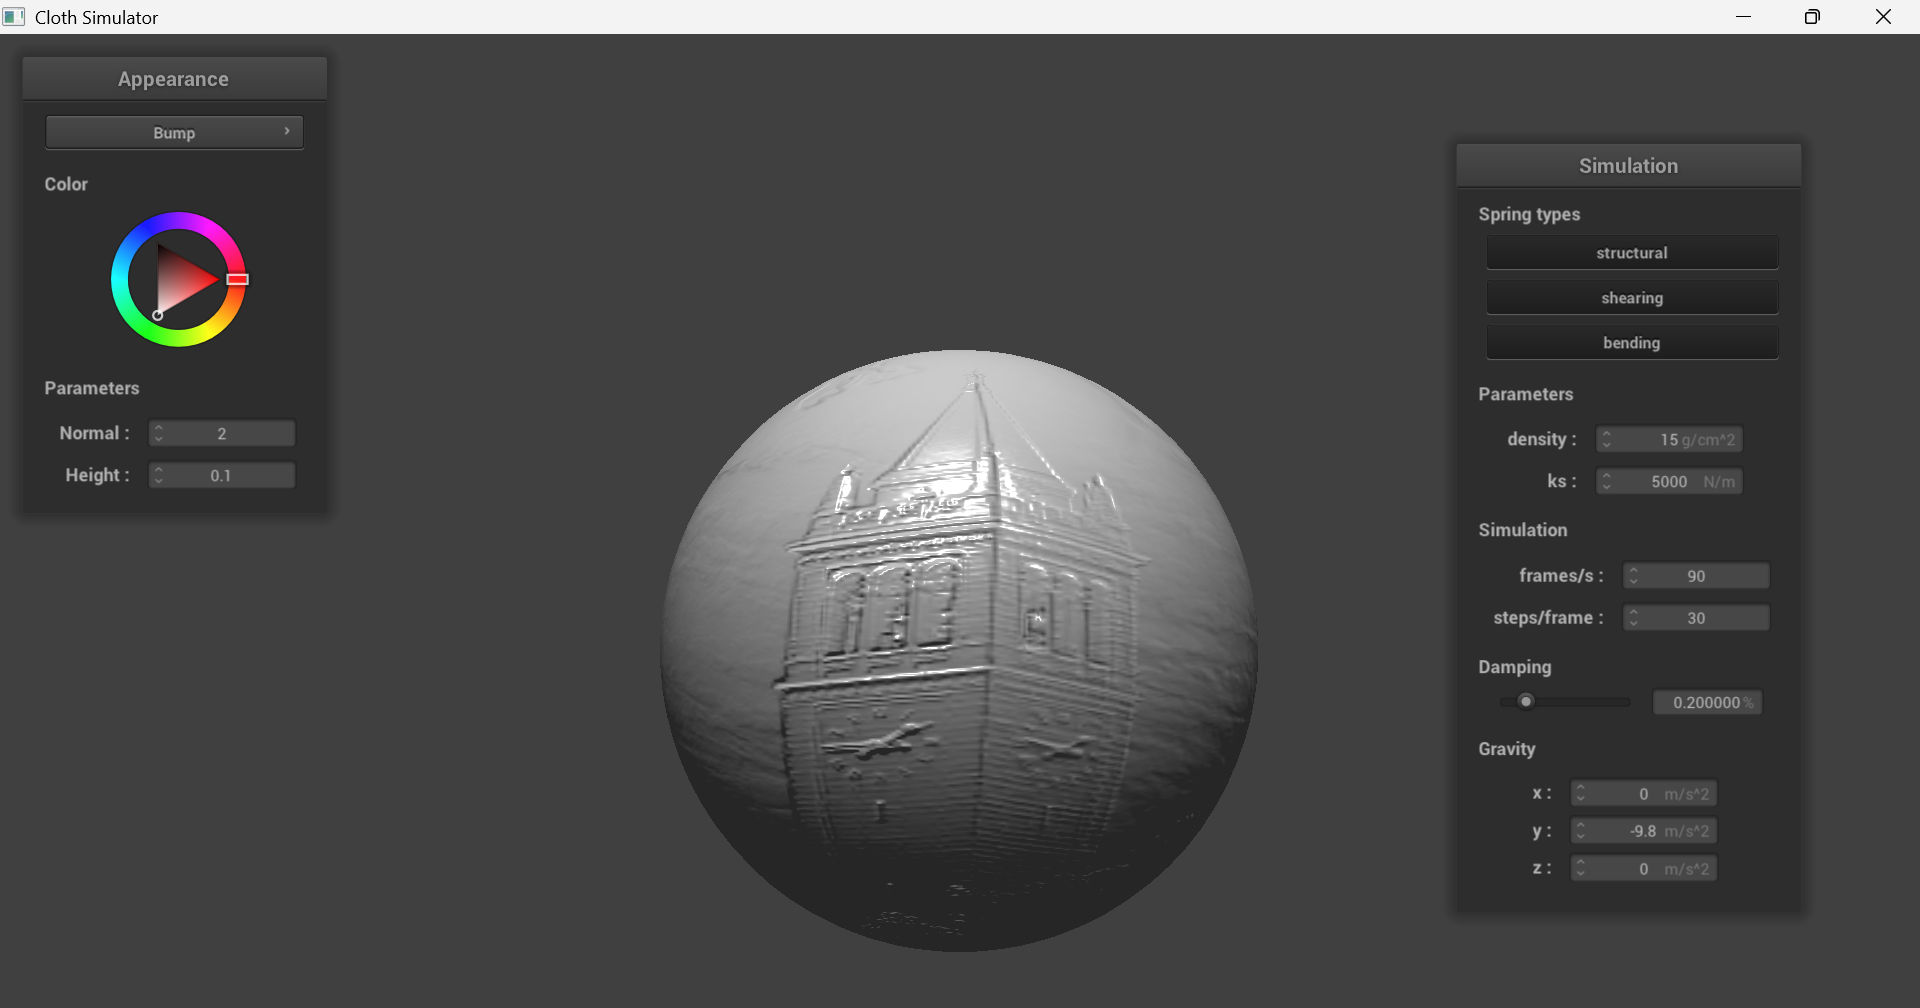 Cloth Simulator
Appearance
Bump
Color
Parameters
Normal : 2
Height : 0.1
Simulation
Spring types
structural
shearing
bending
Parameters
density : 15 g/cm^2
ks : 5000 N/m
Simulation
frames/s : 90
steps/frame : 30
Damping
0.200000 %
Gravity
x : 0 m/s^2
y : -9.8 m/s^2
z : 0 m/s^2